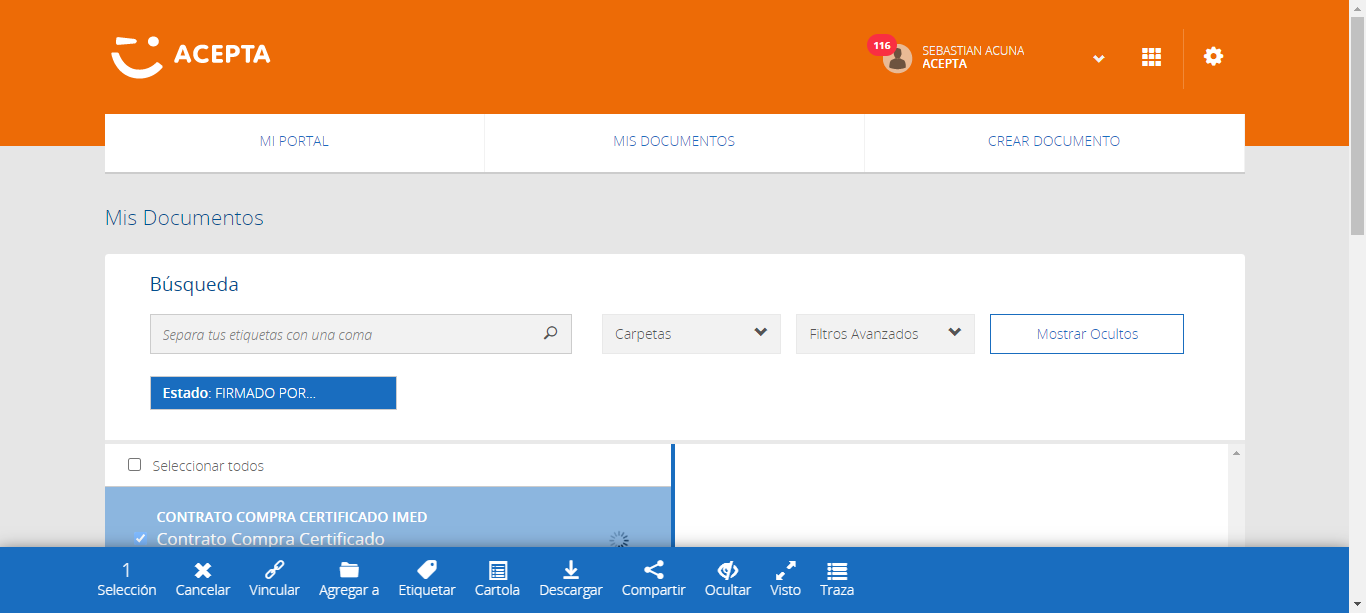 ACEPTA
116
SEBASTIAN ACUNA
ACEPTA
MI PORTAL
MIS DOCUMENTOS
CREAR DOCUMENTO
Mis Documentos
Búsqueda
Separa tus etiquetas con una coma
Carpetas
Filtros Avanzados
Mostrar Ocultos
Estado: FIRMADO POR...
Seleccionar todos
CONTRATO COMPRA CERTIFICADO IMED
Contrato Compra Certificado
1
Selección
Cancelar
Vincular
Agregar a
Etiquetar
Cartola
Descargar
Compartir
Ocultar
Visto
Traza